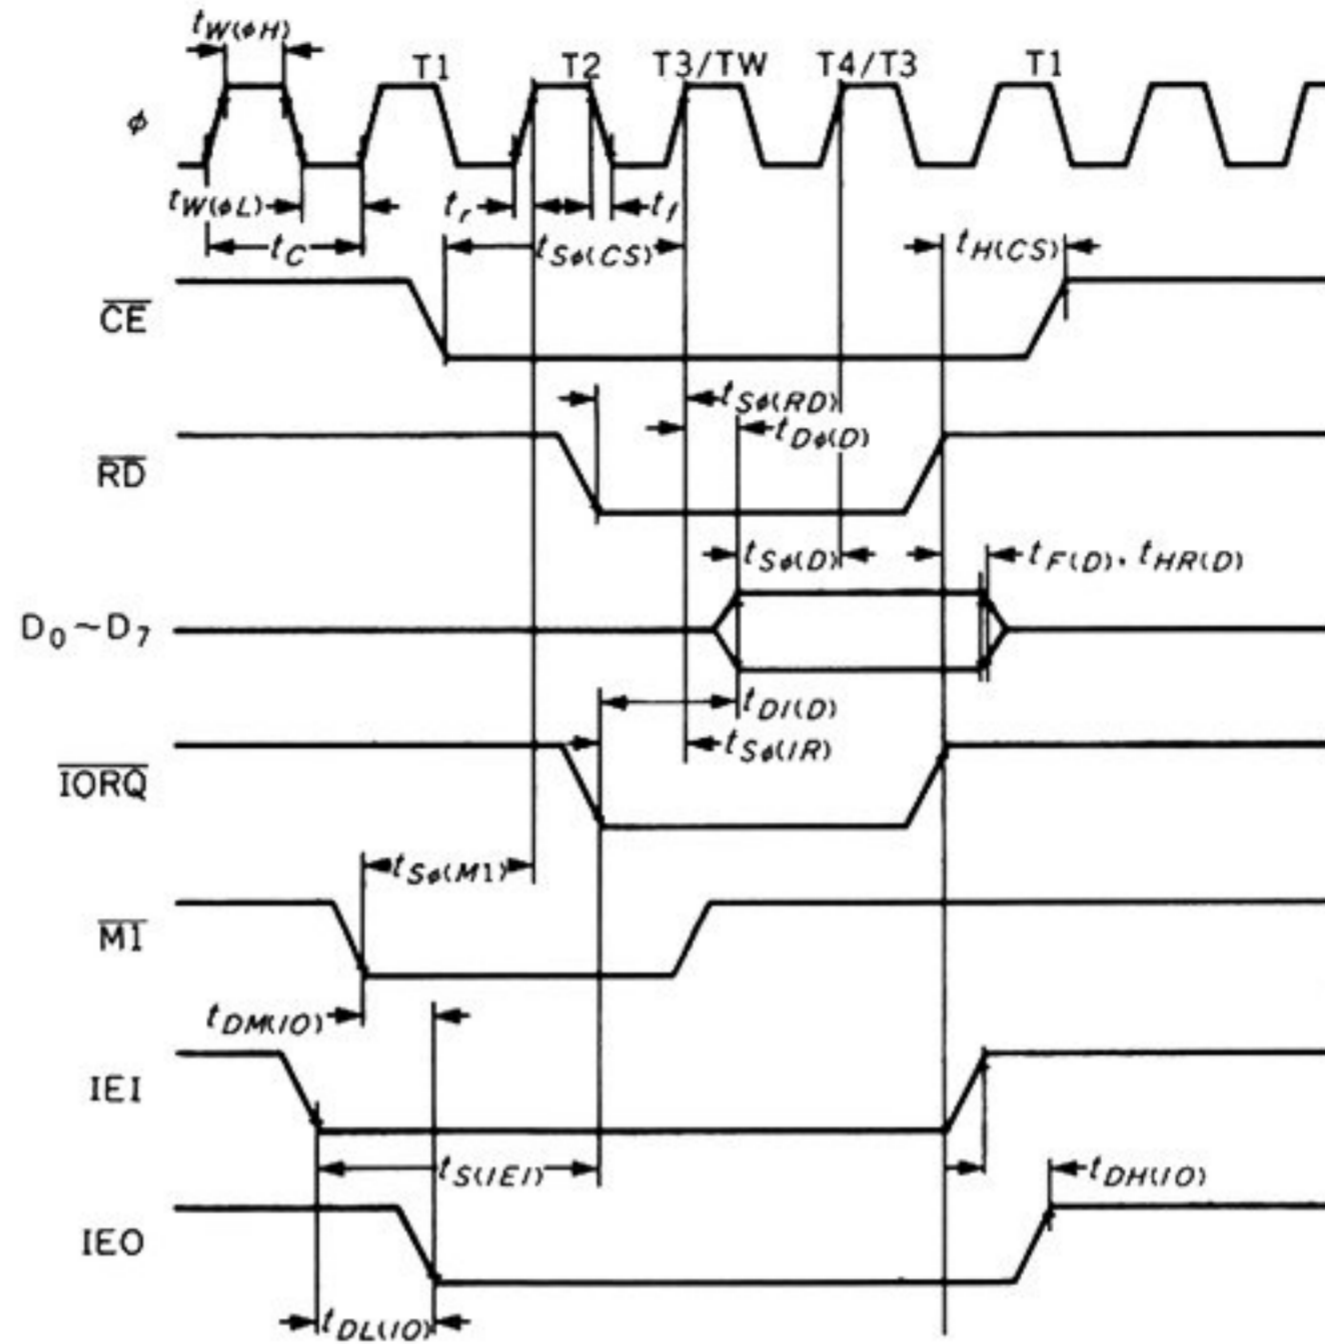 tW(φH)
T1 T2 T3/TW T4/T3 T1
φ
tW(φL) tr tf
tC tSφ(CS) tH(CS)
CE
tSφ(RD)
tDφ(D)
RD
tSφ(D) tF(D), tHR(D)
D0~D7
tDI(D)
tSφ(IR)
IORQ
tSφ(M1)
M1
tDM(IO)
IEI
tS(IEI) tDH(IO)
IEO
tDL(IO)